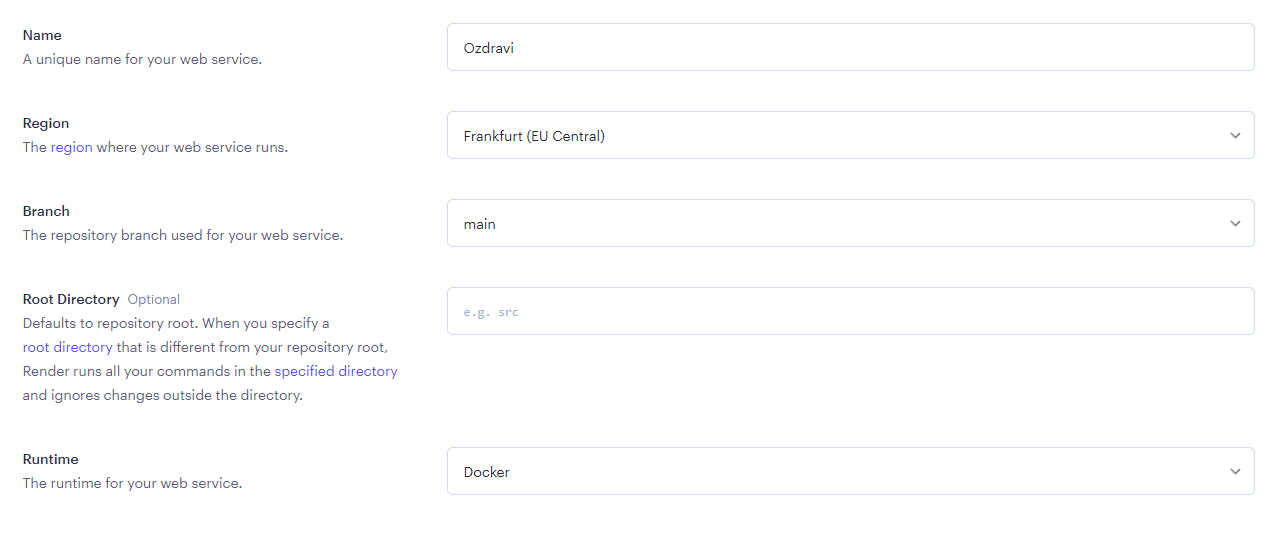 Name
A unique name for your web service.
Ozdravi
Region
The region where your web service runs.
Frankfurt (EU Central)
Branch
The repository branch used for your web service.
main
Root Directory Optional
Defaults to repository root. When you specify a
root directory that is different from your repository root,
Render runs all your commands in the specified directory
and ignores changes outside the directory.
e.g. src
Runtime
The runtime for your web service.
Docker